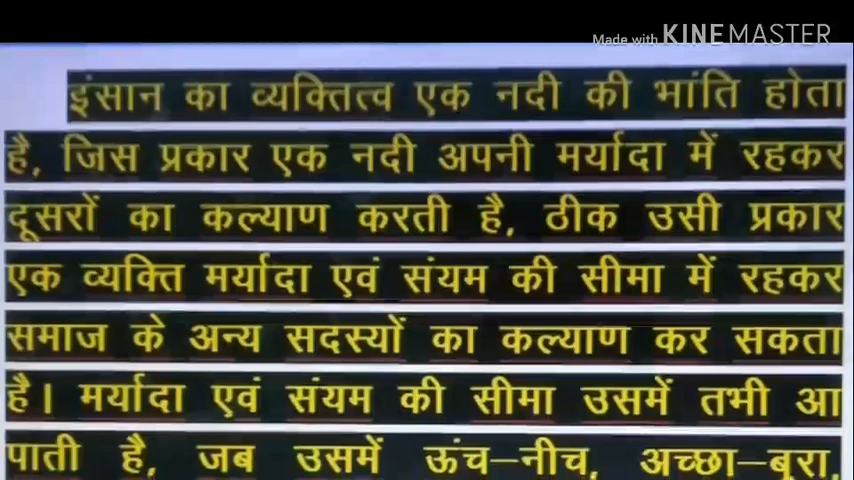 Made with KINEMASTER
इंसान का व्यक्तित्व एक नदी की भांति होता
है, जिस प्रकार एक नदी अपनी मर्यादा में रहकर
दूसरों का कल्याण करती है, ठीक उसी प्रकार
एक व्यक्ति मर्यादा एवं संयम की सीमा में रहकर
समाज के अन्य सदस्यों का कल्याण कर सकता
है। मर्यादा एवं संयम की सीमा उसमें तभी आ
पाती है, जब उसमें ऊंच–नीच, अच्छा–बुरा,